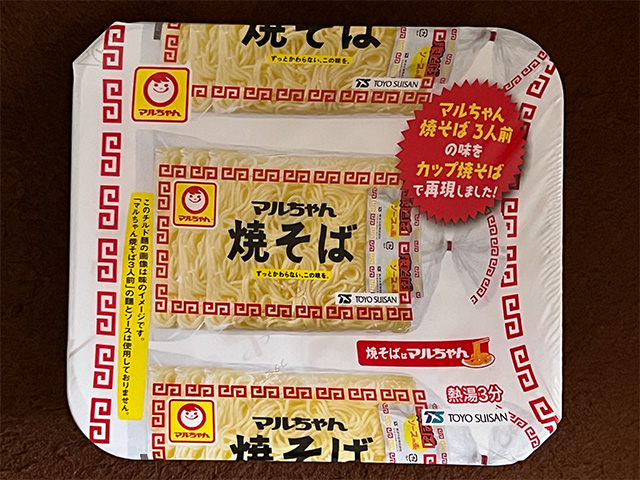 焼そば
ずっとかわらない、この味を。
TOYO SUISAN
マルちゃん
マルちゃん
焼そば 3人前
の味を
カップ焼そば
で再現しました!
マルちゃん
マルちゃん
焼そば
ずっとかわらない、この味を。
TOYO SUISAN
このチルド麺の画像は味のイメージです。
「マルちゃん焼そば3人前」の麺とソースは使用しておりません。
焼そばはマルちゃん
熱湯3分
TOYO SUISAN
マルちゃん
マルちゃん
焼そば